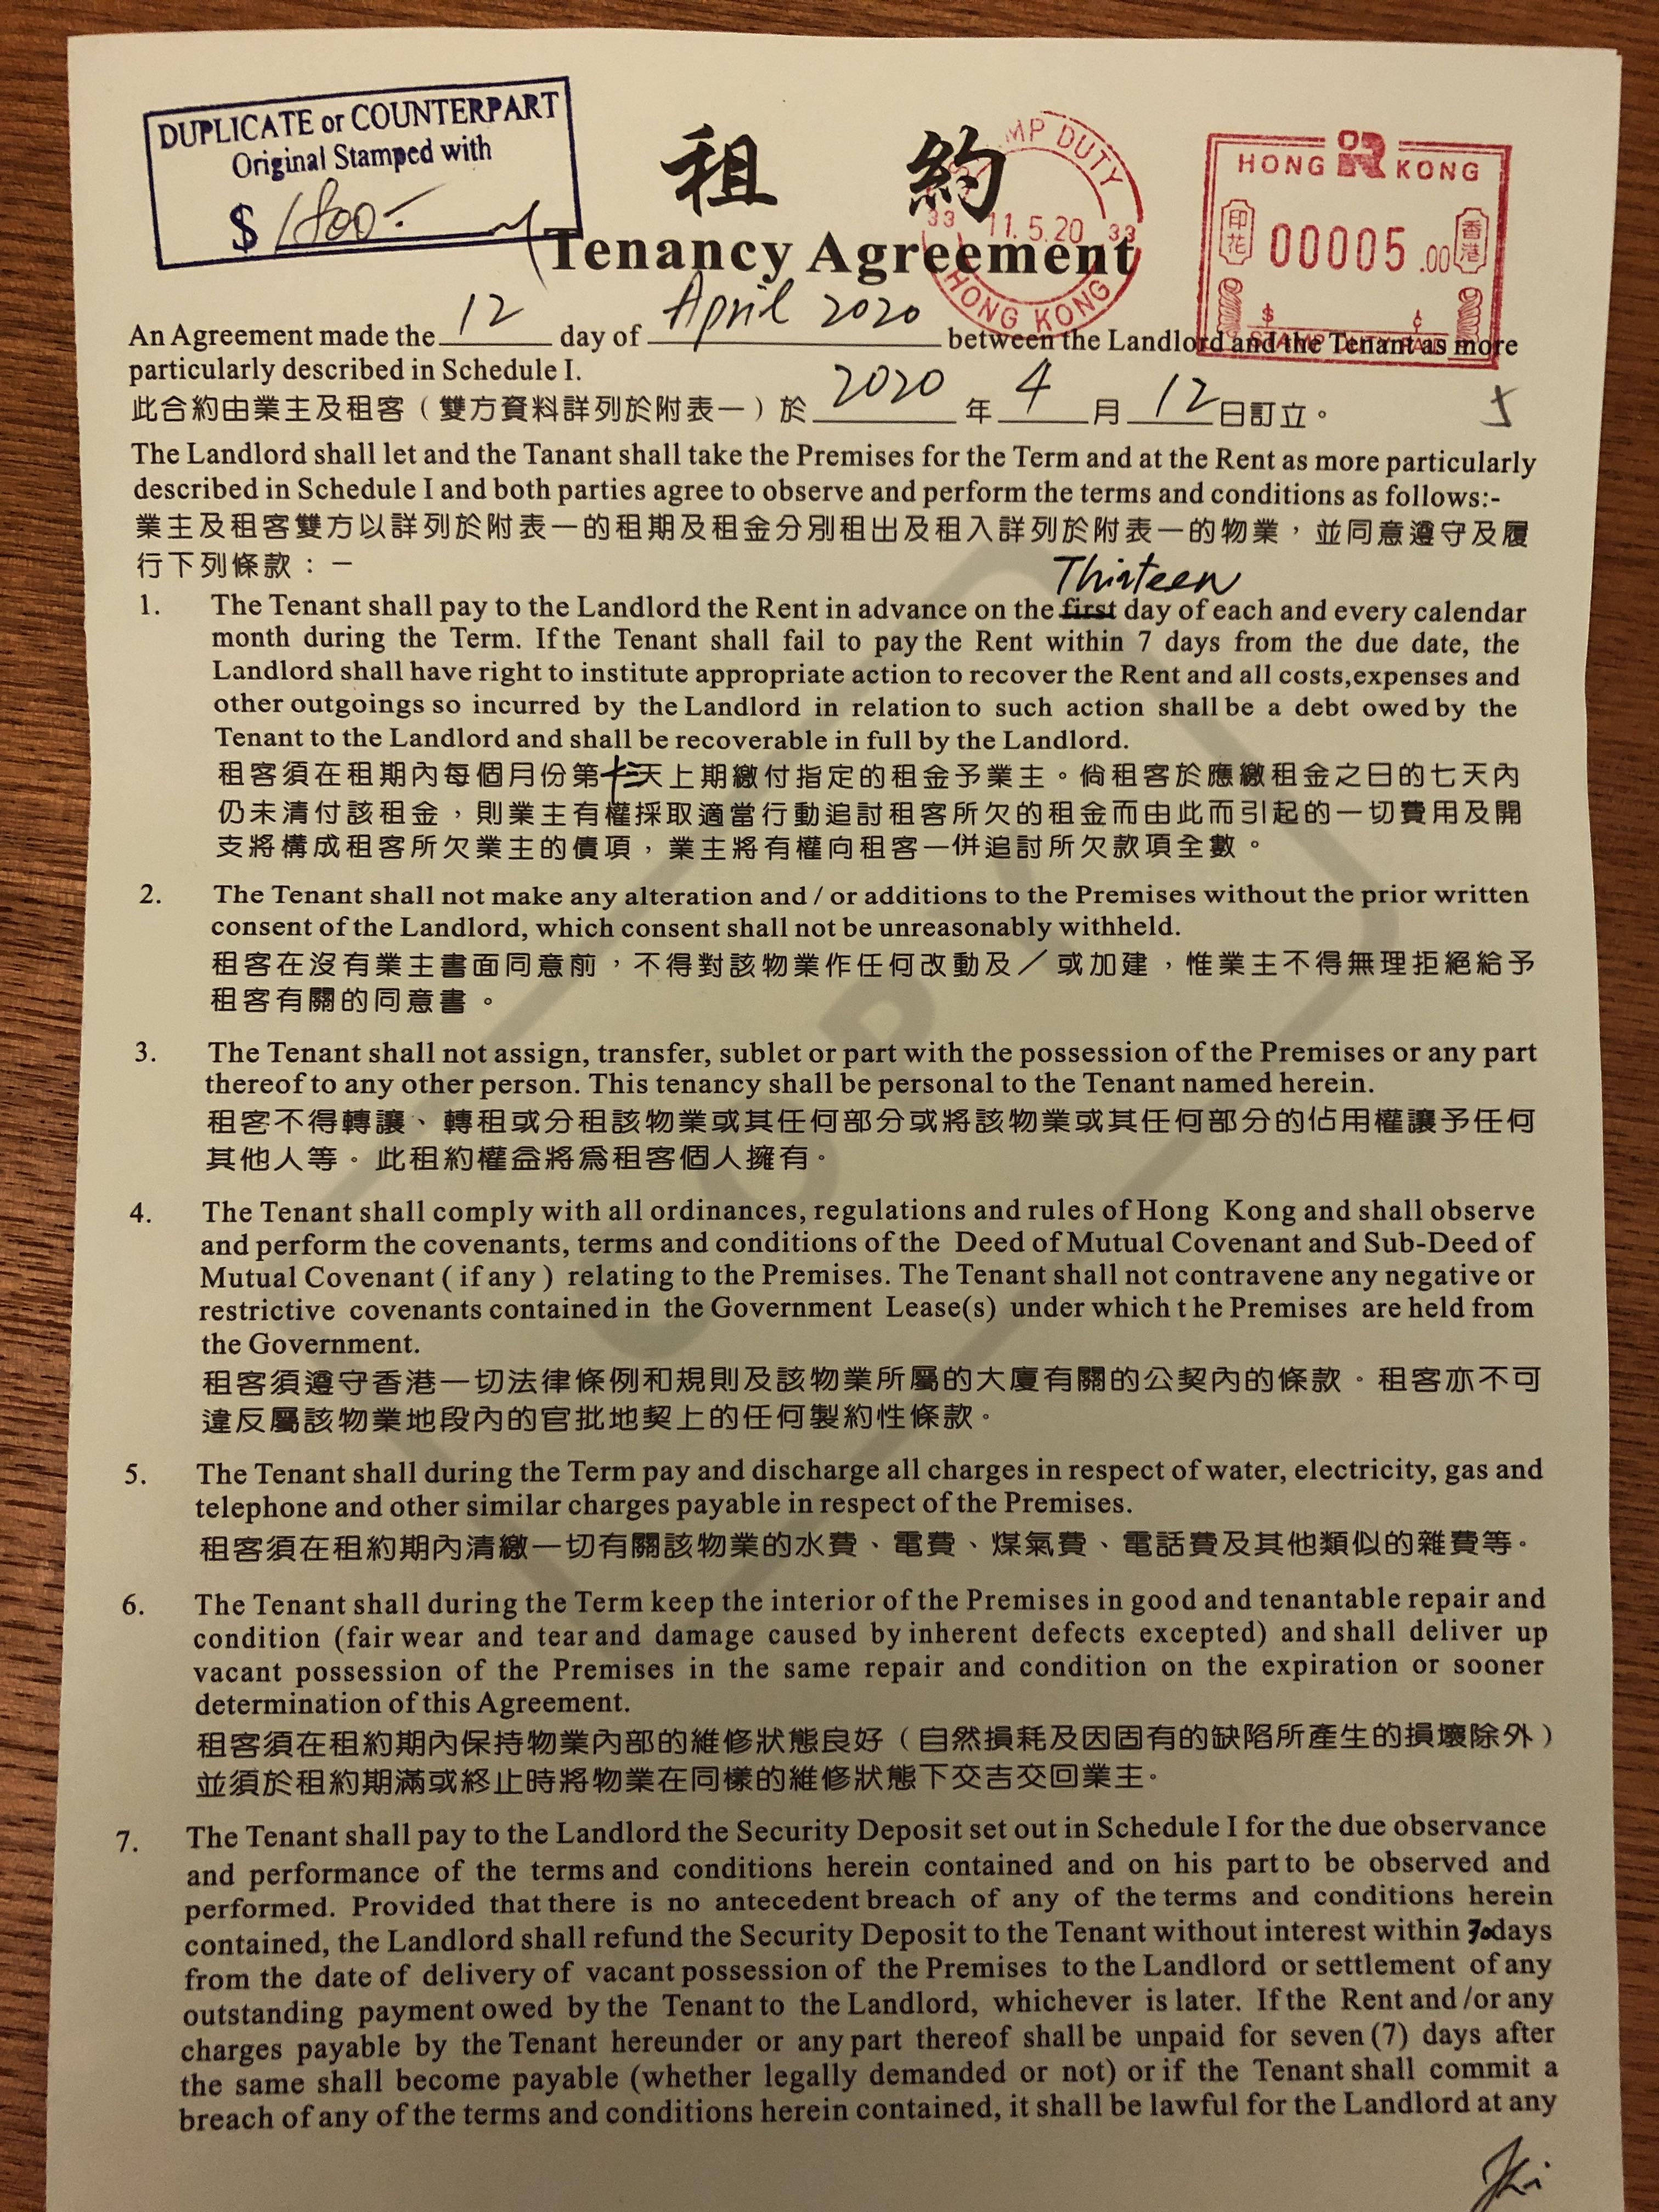 DUPLICATE or COUNTERPART
Original Stamped with
$ 1800-
租約
STAMP DUTY
33 11.5.20 33
HONG KONG
HONG KONG
印花 00005.00 香港
$ ¢
STAMP DUTY PAID
Tenancy Agreement
An Agreement made the 12 day of April 2020 between the Landlord and the Tenant as more
particularly described in Schedule I.
此合約由業主及租客（雙方資料詳列於附表一）於 2020 年 4 月 12 日訂立。
The Landlord shall let and the Tanant shall take the Premises for the Term and at the Rent as more particularly
described in Schedule I and both parties agree to observe and perform the terms and conditions as follows:-
業主及租客雙方以詳列於附表一的租期及租金分別租出及租入詳列於附表一的物業，並同意遵守及履
行下列條款：－
Thirteen
1. The Tenant shall pay to the Landlord the Rent in advance on the first day of each and every calendar
month during the Term. If the Tenant shall fail to pay the Rent within 7 days from the due date, the
Landlord shall have right to institute appropriate action to recover the Rent and all costs,expenses and
other outgoings so incurred by the Landlord in relation to such action shall be a debt owed by the
Tenant to the Landlord and shall be recoverable in full by the Landlord.
租客須在租期內每個月份第十三天上期繳付指定的租金予業主。倘租客於應繳租金之日的七天內
仍未清付該租金，則業主有權採取適當行動追討租客所欠的租金而由此而引起的一切費用及開
支將構成租客所欠業主的債項，業主將有權向租客一併追討所欠款項全數。
2. The Tenant shall not make any alteration and / or additions to the Premises without the prior written
consent of the Landlord, which consent shall not be unreasonably withheld.
租客在沒有業主書面同意前，不得對該物業作任何改動及／或加建，惟業主不得無理拒絕給予
租客有關的同意書。
3. The Tenant shall not assign, transfer, sublet or part with the possession of the Premises or any part
thereof to any other person. This tenancy shall be personal to the Tenant named herein.
租客不得轉讓、轉租或分租該物業或其任何部分或將該物業或其任何部分的佔用權讓予任何
其他人等。此租約權益將為租客個人擁有。
4. The Tenant shall comply with all ordinances, regulations and rules of Hong Kong and shall observe
and perform the covenants, terms and conditions of the Deed of Mutual Covenant and Sub-Deed of
Mutual Covenant ( if any ) relating to the Premises. The Tenant shall not contravene any negative or
restrictive covenants contained in the Government Lease(s) under which t he Premises are held from
the Government.
租客須遵守香港一切法律條例和規則及該物業所屬的大廈有關的公契內的條款。租客亦不可
違反屬該物業地段內的官批地契上的任何製約性條款。
5. The Tenant shall during the Term pay and discharge all charges in respect of water, electricity, gas and
telephone and other similar charges payable in respect of the Premises.
租客須在租約期內清繳一切有關該物業的水費、電費、煤氣費、電話費及其他類似的雜費等。
6. The Tenant shall during the Term keep the interior of the Premises in good and tenantable repair and
condition (fair wear and tear and damage caused by inherent defects excepted) and shall deliver up
vacant possession of the Premises in the same repair and condition on the expiration or sooner
determination of this Agreement.
租客須在租約期內保持物業內部的維修狀態良好（自然損耗及因固有的缺陷所產生的損壞除外）
並須於租約期滿或終止時將物業在同樣的維修狀態下交吉交回業主。
7. The Tenant shall pay to the Landlord the Security Deposit set out in Schedule I for the due observance
and performance of the terms and conditions herein contained and on his part to be observed and
performed. Provided that there is no antecedent breach of any of the terms and conditions herein
contained, the Landlord shall refund the Security Deposit to the Tenant without interest within 30 days
from the date of delivery of vacant possession of the Premises to the Landlord or settlement of any
outstanding payment owed by the Tenant to the Landlord, whichever is later. If the Rent and /or any
charges payable by the Tenant hereunder or any part thereof shall be unpaid for seven (7) days after
the same shall become payable (whether legally demanded or not) or if the Tenant shall commit a
breach of any of the terms and conditions herein contained, it shall be lawful for the Landlord at any
COPY